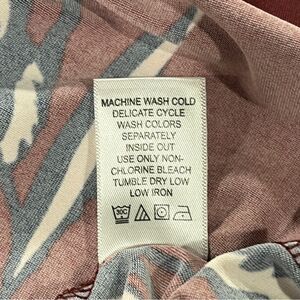 MACHINE WASH COLD
DELICATE CYCLE
WASH COLORS
SEPARATELY
INSIDE OUT
USE ONLY NON-
CHLORINE BLEACH
TUMBLE DRY LOW
LOW IRON